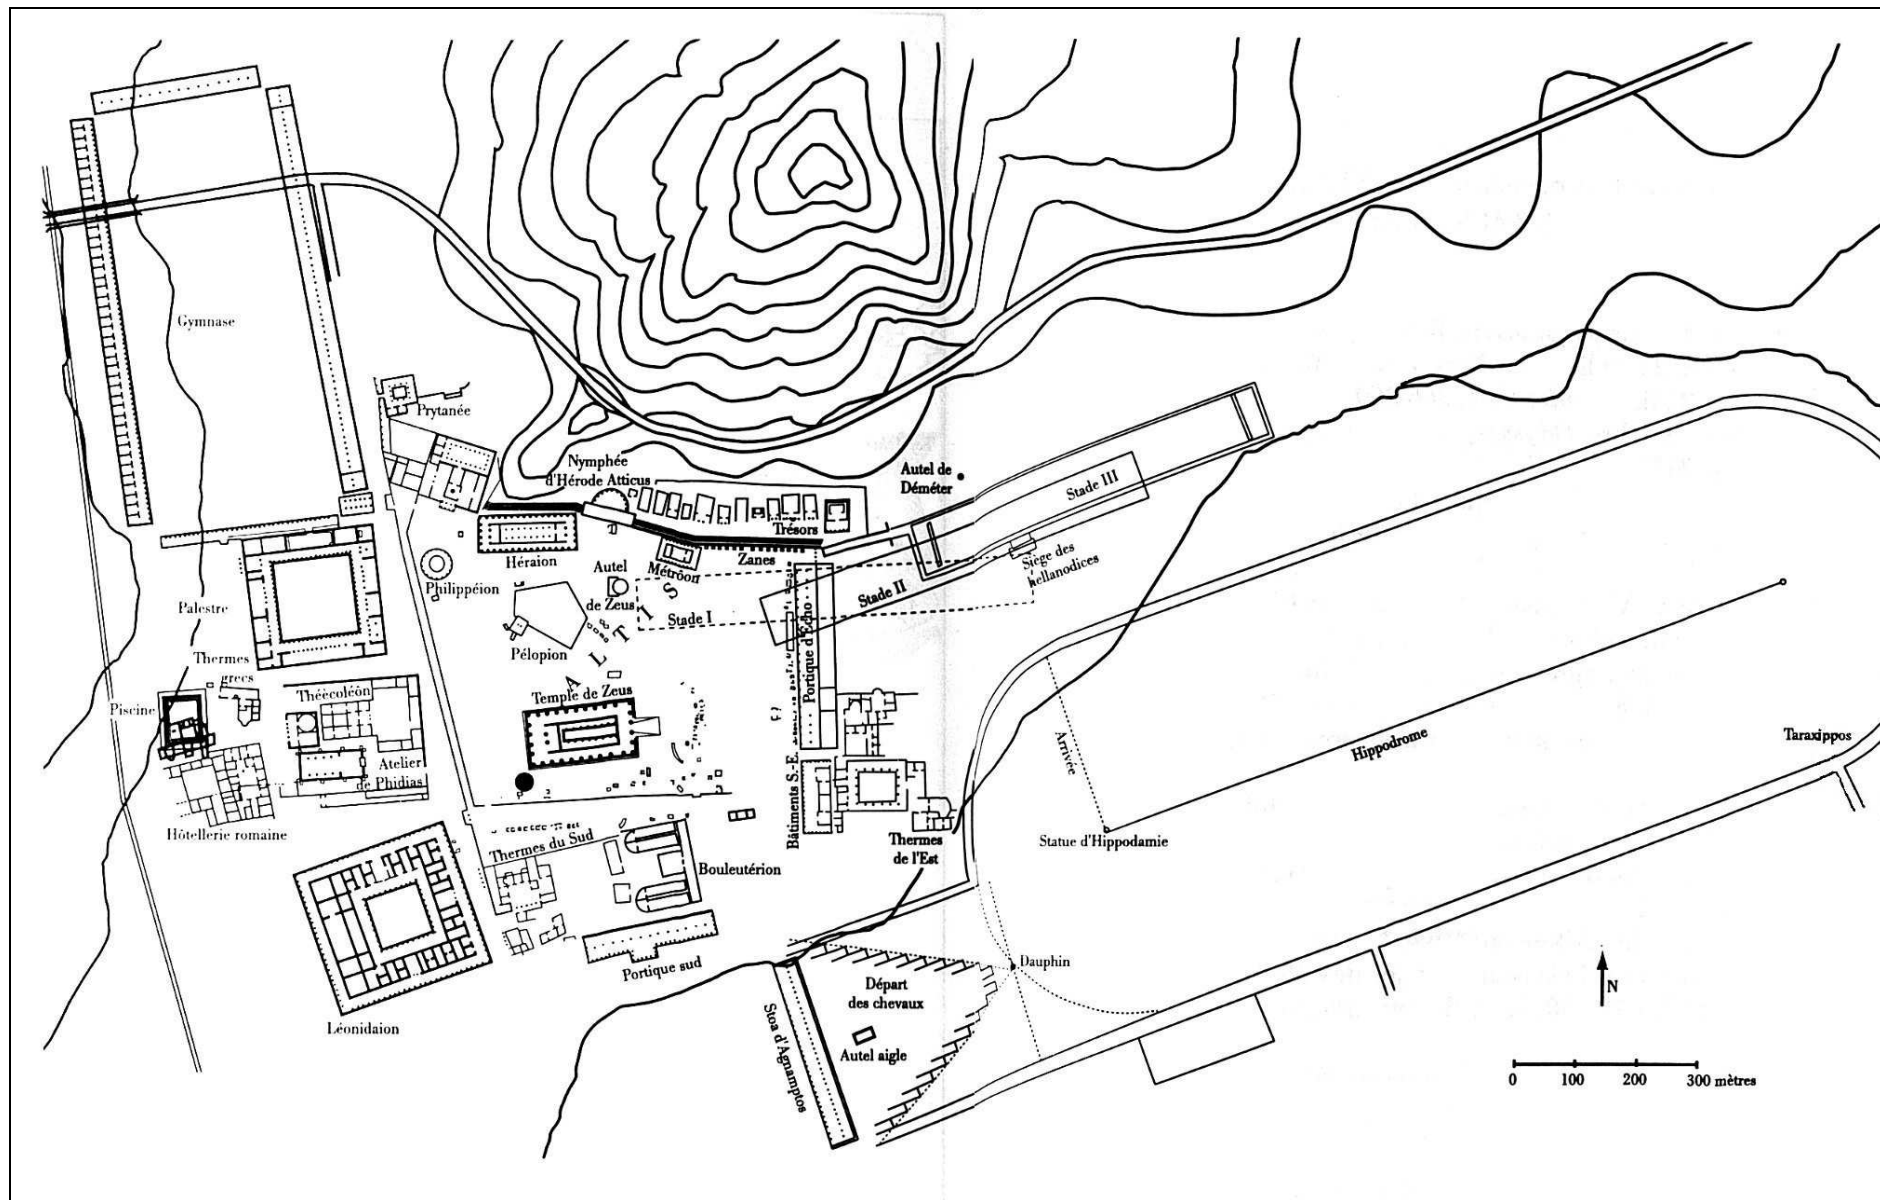 Gymnase
Prytanée
Nymphée
d'Hérode Atticus
Autel de
Déméter
Stade III
Trésors
Zanes
Métrôon
Héraion
Philippéion
Autel
de Zeus
Siège des
hellanodices
Stade II
Stade I
ALTIS
Palestre
Pélopion
Portique d'Écho
Thermes
grecs
Théècoléon
Piscine
Temple de Zeus
Atelier
de Phidias
Arrivée
Hippodrome
Taraxippos
Hôtellerie romaine
Thermes du Sud
Bouleutérion
Bâtiments S.-E.
Thermes
de l'Est
Statue d'Hippodamie
Portique sud
Léonidaion
Dauphin
Départ
des chevaux
Autel aigle
Stoa d'Agnamptos
N
0 100 200 300 mètres